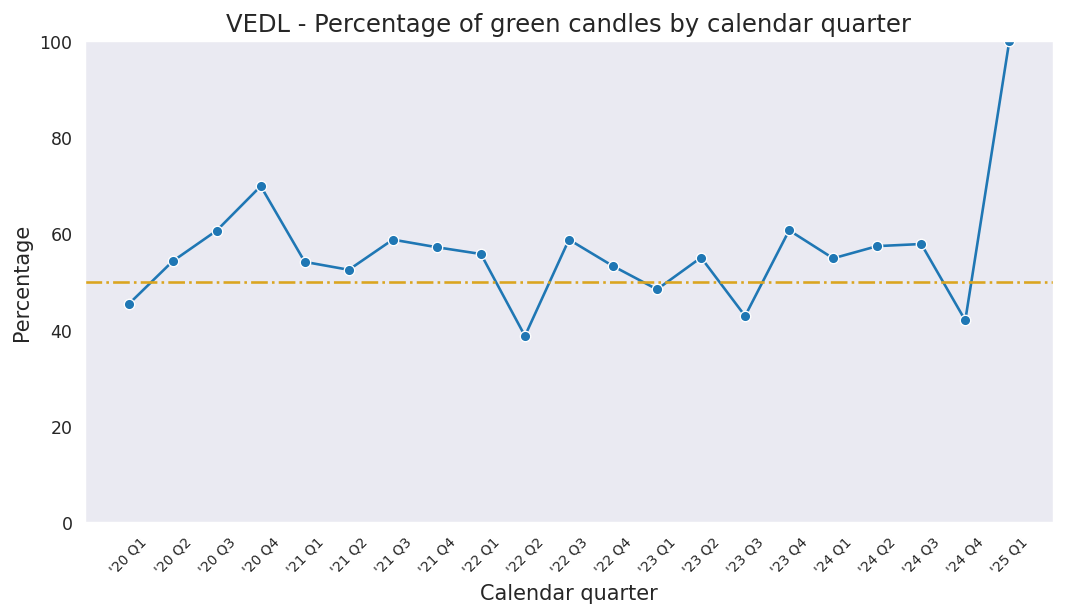 VEDL - Percentage of green candles by calendar quarter
100
80
60
40
20
0
Percentage
'20 Q1
'20 Q2
'20 Q3
'20 Q4
'21 Q1
'21 Q2
'21 Q3
'21 Q4
'22 Q1
'22 Q2
'22 Q3
'22 Q4
'23 Q1
'23 Q2
'23 Q3
'23 Q4
'24 Q1
'24 Q2
'24 Q3
'24 Q4
'25 Q1
Calendar quarter